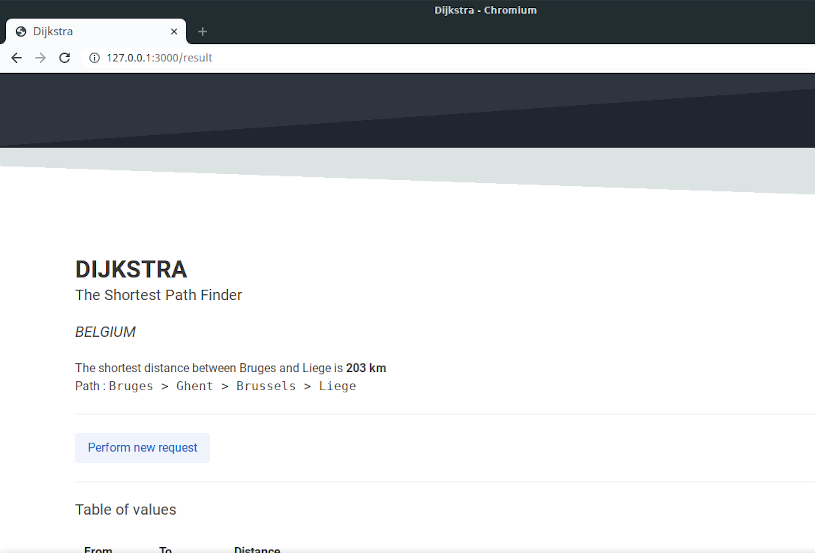 Dijkstra - Chromium
Dijkstra
127.0.0.1:3000/result
DIJKSTRA
The Shortest Path Finder
BELGIUM
The shortest distance between Bruges and Liege is 203 km
Path : Bruges > Ghent > Brussels > Liege
Perform new request
Table of values
From To Distance